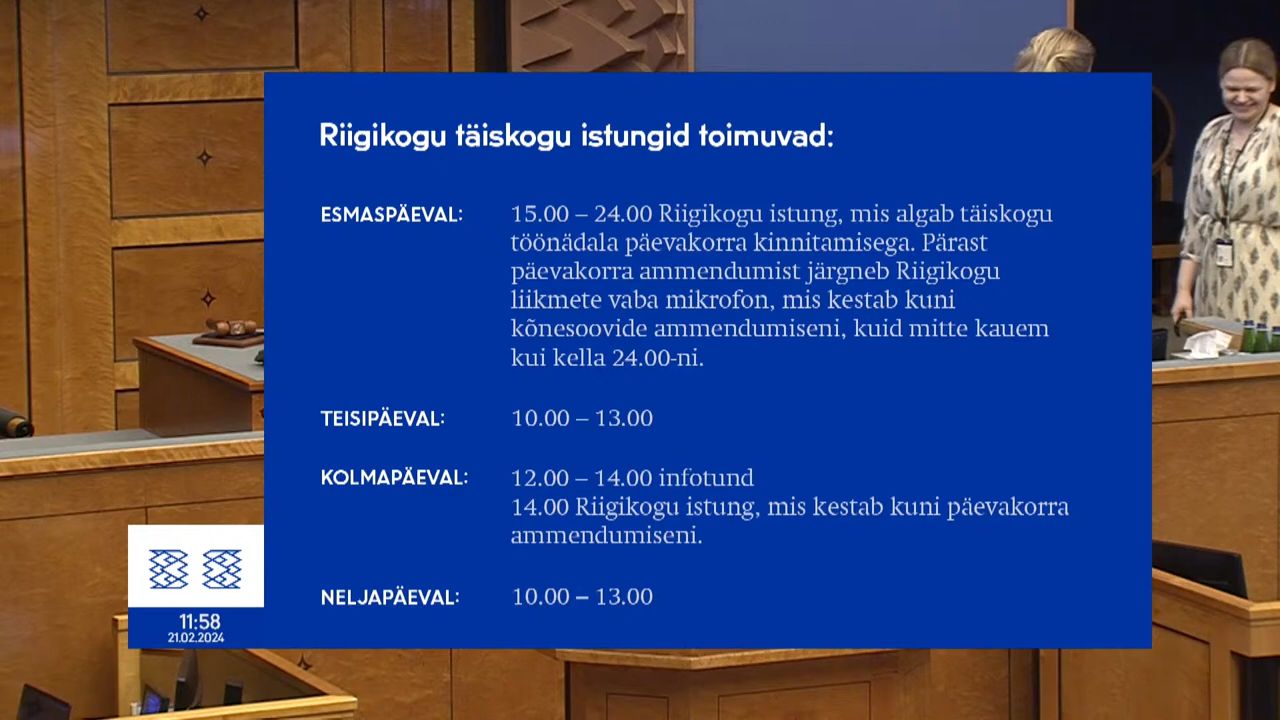 Riigikogu täiskogu istungid toimuvad:
ESMASPÄEVAL:
15.00 – 24.00 Riigikogu istung, mis algab täiskogu
töönädala päevakorra kinnitamisega. Pärast
päevakorra ammendumist järgneb Riigikogu
liikmete vaba mikrofon, mis kestab kuni
kõnesoovide ammendumiseni, kuid mitte kauem
kui kella 24.00-ni.
TEISIPÄEVAL:
10.00 – 13.00
KOLMAPÄEVAL:
12.00 – 14.00 infotund
14.00 Riigikogu istung, mis kestab kuni päevakorra
ammendumiseni.
NELJAPÄEVAL:
10.00 – 13.00
11:58
21.02.2024